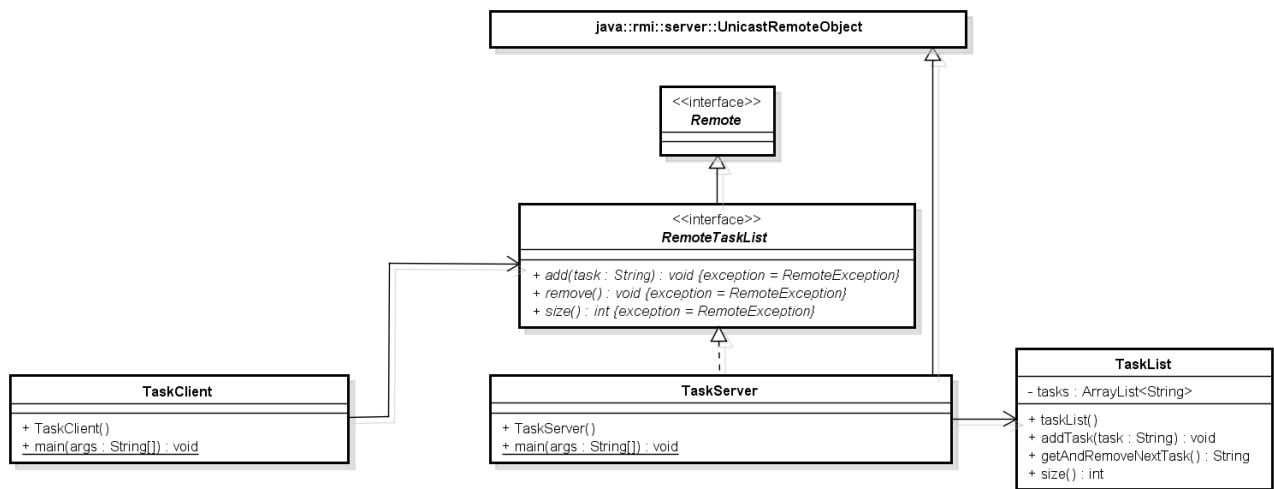 java::rmi::server::UnicastRemoteObject
<<interface>>
Remote
<<interface>>
RemoteTaskList
+ add(task : String) : void {exception = RemoteException}
+ remove() : void {exception = RemoteException}
+ size() : int {exception = RemoteException}
TaskClient
+ TaskClient()
+ main(args : String[]) : void
TaskServer
+ TaskServer()
+ main(args : String[]) : void
TaskList
- tasks : ArrayList<String>
+ taskList()
+ addTask(task : String) : void
+ getAndRemoveNextTask() : String
+ size() : int